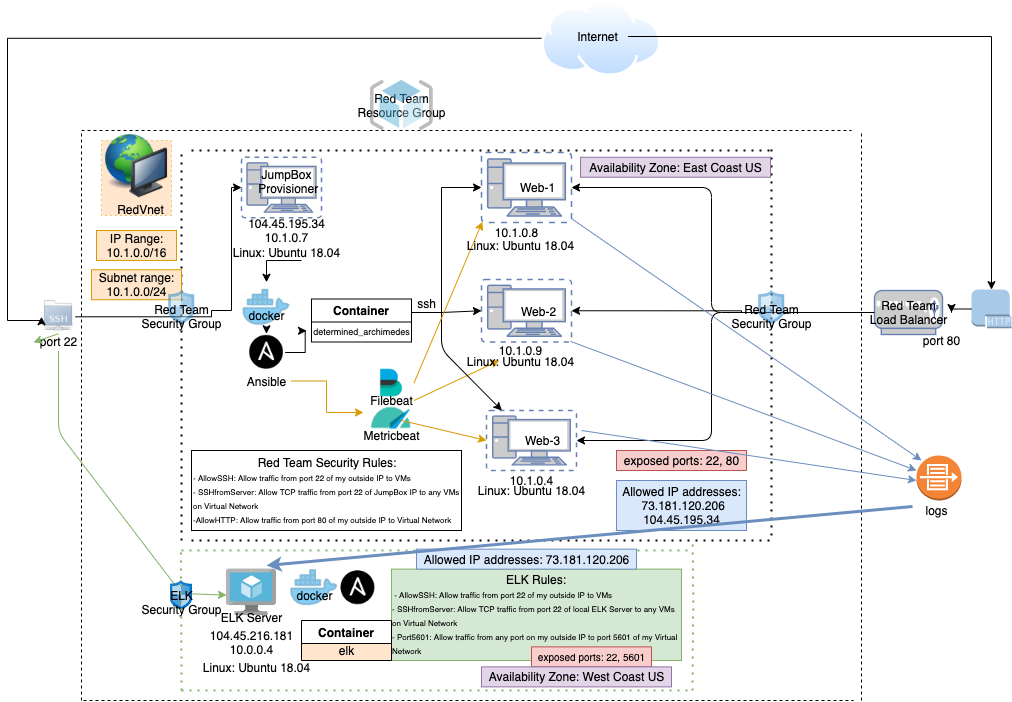 Internet
Red Team
Resource Group
RedVnet
IP Range:
10.1.0.0/16
Subnet range:
10.1.0.0/24
SSH
port 22
Red Team
Security Group
JumpBox
Provisioner
104.45.195.34
10.1.0.7
Linux: Ubuntu 18.04
docker
Ansible
Container
determined_archimedes
ssh
Filebeat
Metricbeat
Availability Zone: East Coast US
Web-1
10.1.0.8
Linux: Ubuntu 18.04
Web-2
10.1.0.9
Linux: Ubuntu 18.04
Web-3
10.1.0.4
Linux: Ubuntu 18.04
Red Team
Security Group
Red Team
Load Balancer
HTTP
port 80
exposed ports: 22, 80
Allowed IP addresses:
73.181.120.206
104.45.195.34
logs
Red Team Security Rules:
- AllowSSH: Allow traffic from port 22 of my outside IP to VMs
- SSHfromServer: Allow TCP traffic from port 22 of JumpBox IP to any VMs
on Virtual Network
-AllowHTTP: Allow traffic from port 80 of my outside IP to Virtual Network
Allowed IP addresses: 73.181.120.206
ELK
Security Group
ELK Server
104.45.216.181
10.0.0.4
Linux: Ubuntu 18.04
docker
Container
elk
ELK Rules:
- AllowSSH: Allow traffic from port 22 of my outside IP to VMs
- SSHfromServer: Allow TCP traffic from port 22 of local ELK Server to any VMs
on Virtual Network
- Port5601: Allow traffic from any port on my outside IP to port 5601 of my Virtual
Network
exposed ports: 22, 5601
Availability Zone: West Coast US